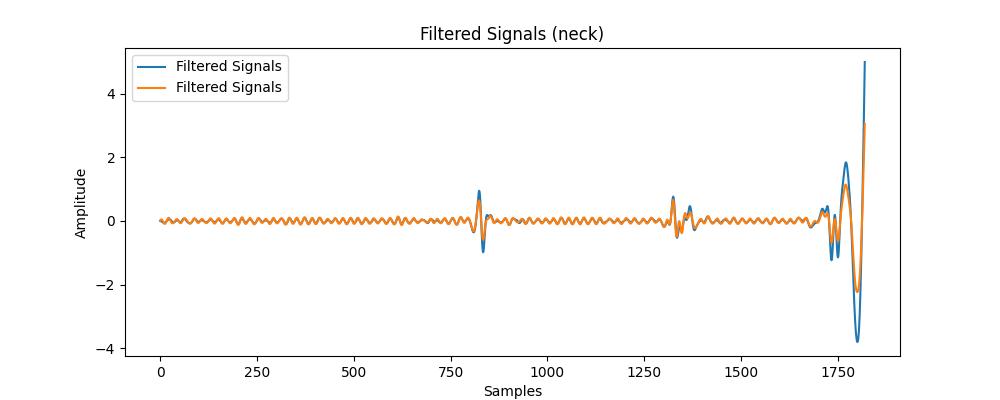 Filtered Signals (neck)
Filtered Signals
Filtered Signals
4
2
0
−2
−4
Amplitude
0 250 500 750 1000 1250 1500 1750
Samples